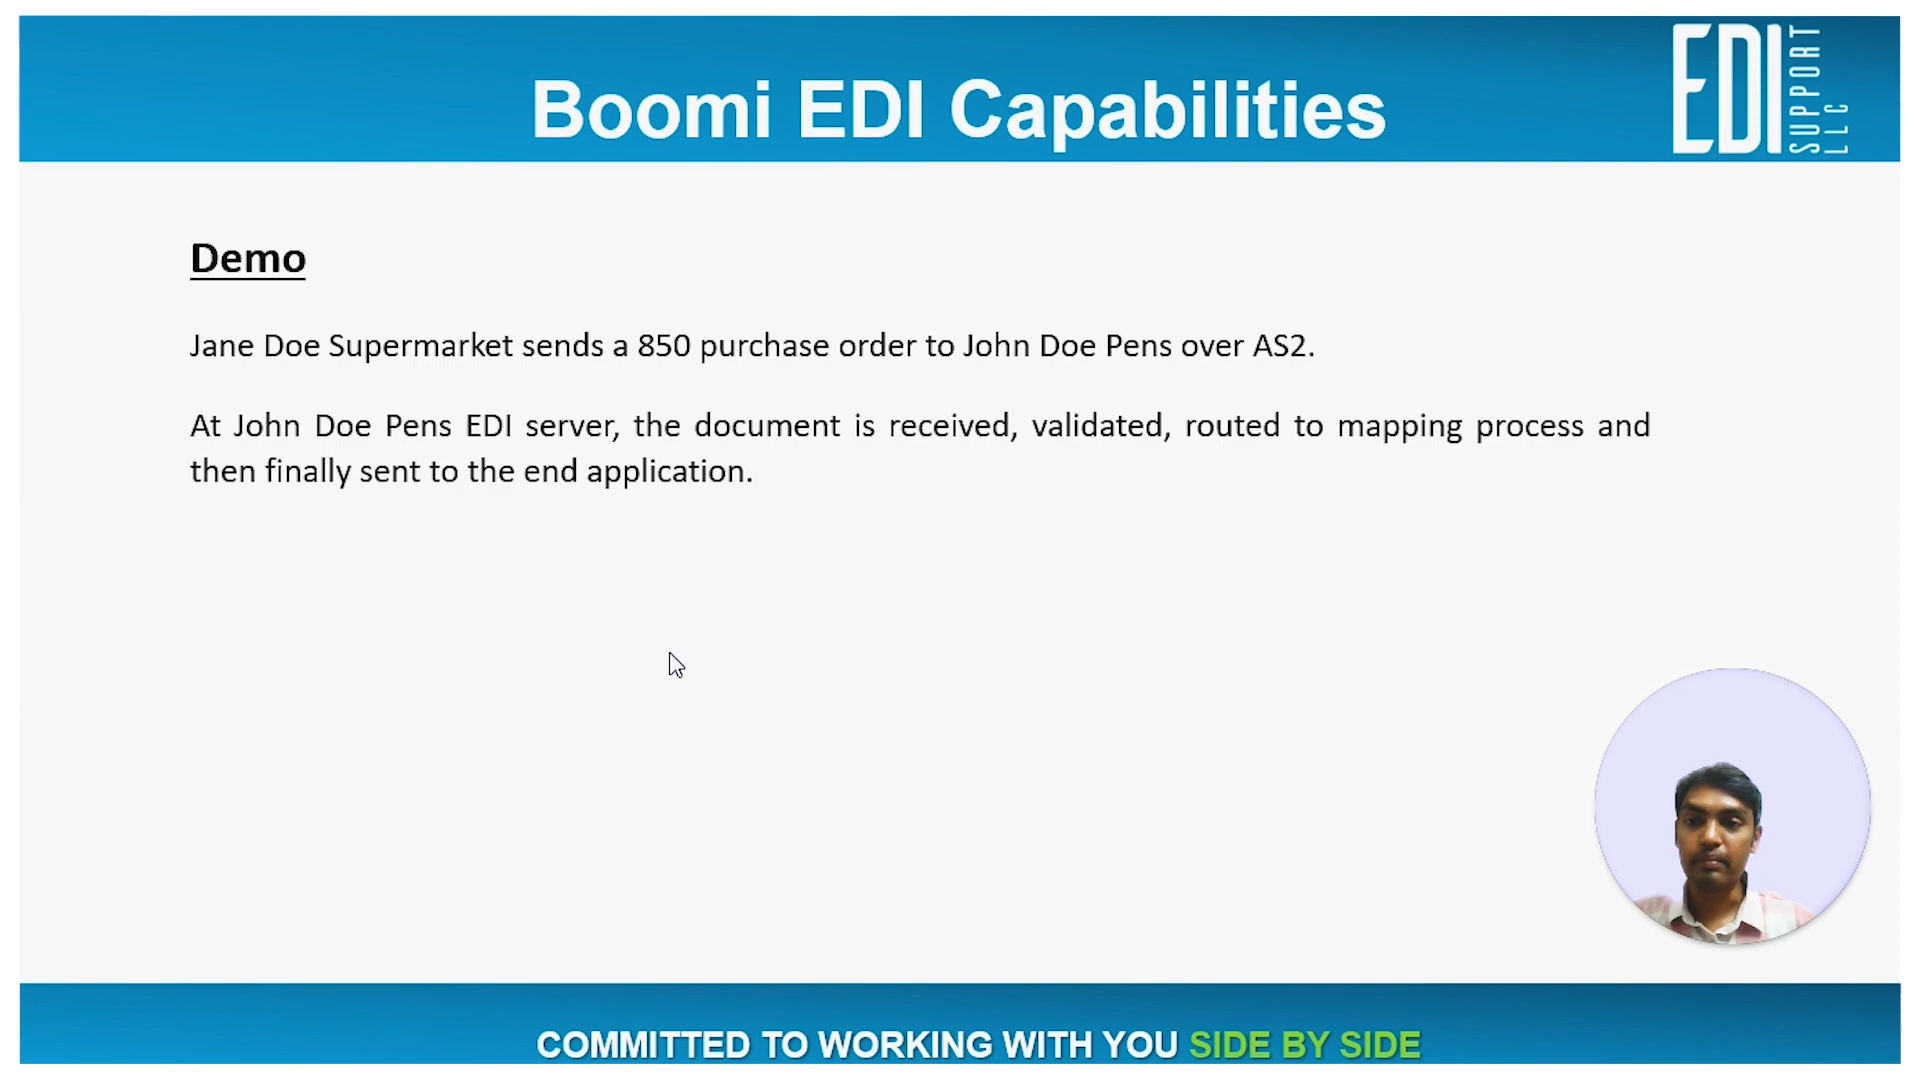 Boomi EDI Capabilities
EDI
SUPPORT
LLC
Demo
Jane Doe Supermarket sends a 850 purchase order to John Doe Pens over AS2.
At John Doe Pens EDI server, the document is received, validated, routed to mapping process and
then finally sent to the end application.
COMMITTED TO WORKING WITH YOU SIDE BY SIDE